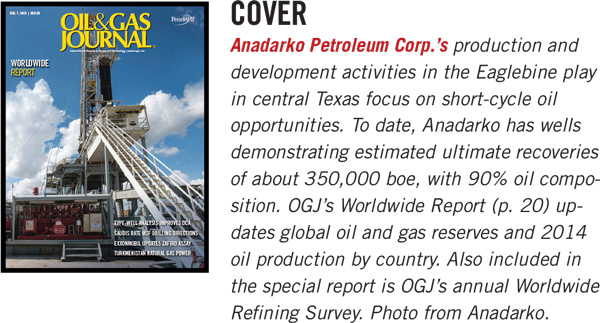 PennWell
OIL&GAS
JOURNAL
WORLDWIDE
REPORT
TYPE-WELL ANALYSIS IMPROVES DCA
SAUDIS RATE MSF DRILLING DIRECTIONS
EXXONMOBIL UPDATES ZAFIRO ASSAY
TURKMENISTAN NATURAL GAS POWER
COVER
Anadarko Petroleum Corp.'s production and
development activities in the Eaglebine play
in central Texas focus on short-cycle oil
opportunities. To date, Anadarko has wells
demonstrating estimated ultimate recoveries
of about 350,000 boe, with 90% oil compo-
sition. OGJ's Worldwide Report (p. 20) up-
dates global oil and gas reserves and 2014
oil production by country. Also included in
the special report is OGJ's annual Worldwide
Refining Survey. Photo from Anadarko.